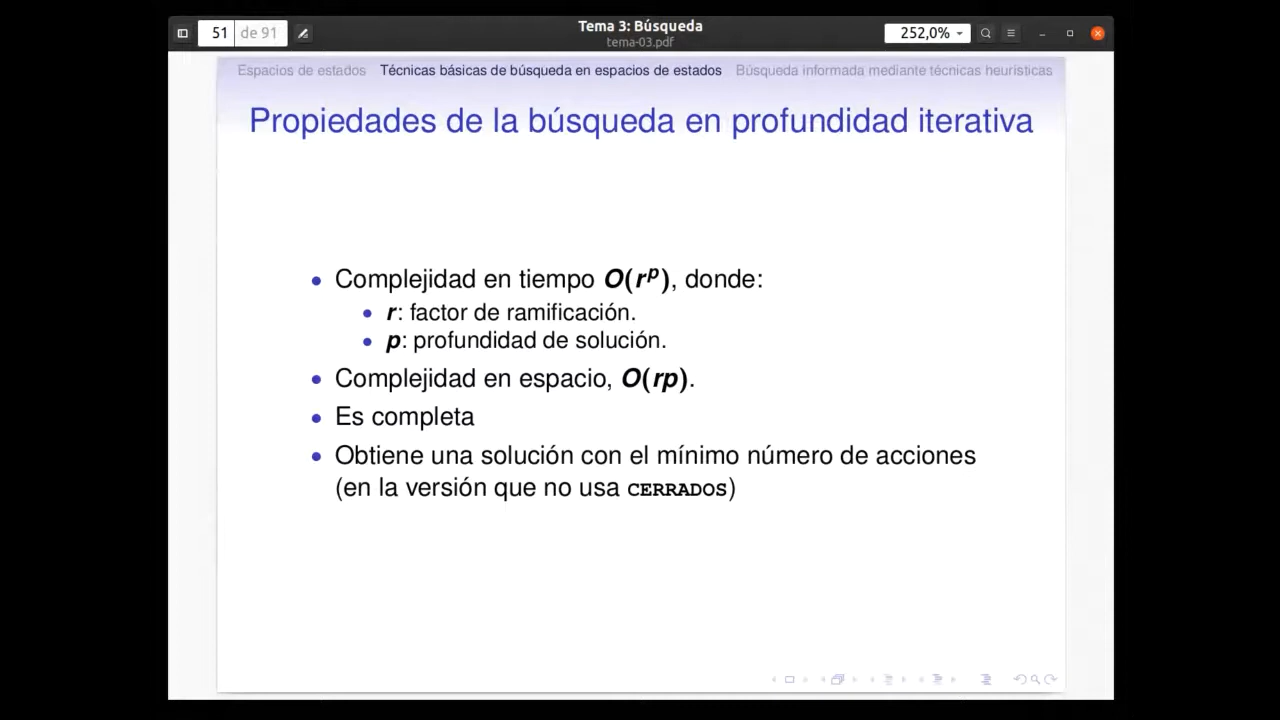 51 de 91
Tema 3: Búsqueda
tema-03.pdf
252,0%
Espacios de estados Técnicas básicas de búsqueda en espacios de estados Búsqueda informada mediante técnicas heurísticas
Propiedades de la búsqueda en profundidad iterativa
Complejidad en tiempo O(r^p), donde:
r: factor de ramificación.
p: profundidad de solución.
Complejidad en espacio, O(rp).
Es completa
Obtiene una solución con el mínimo número de acciones
(en la versión que no usa CERRADOS)